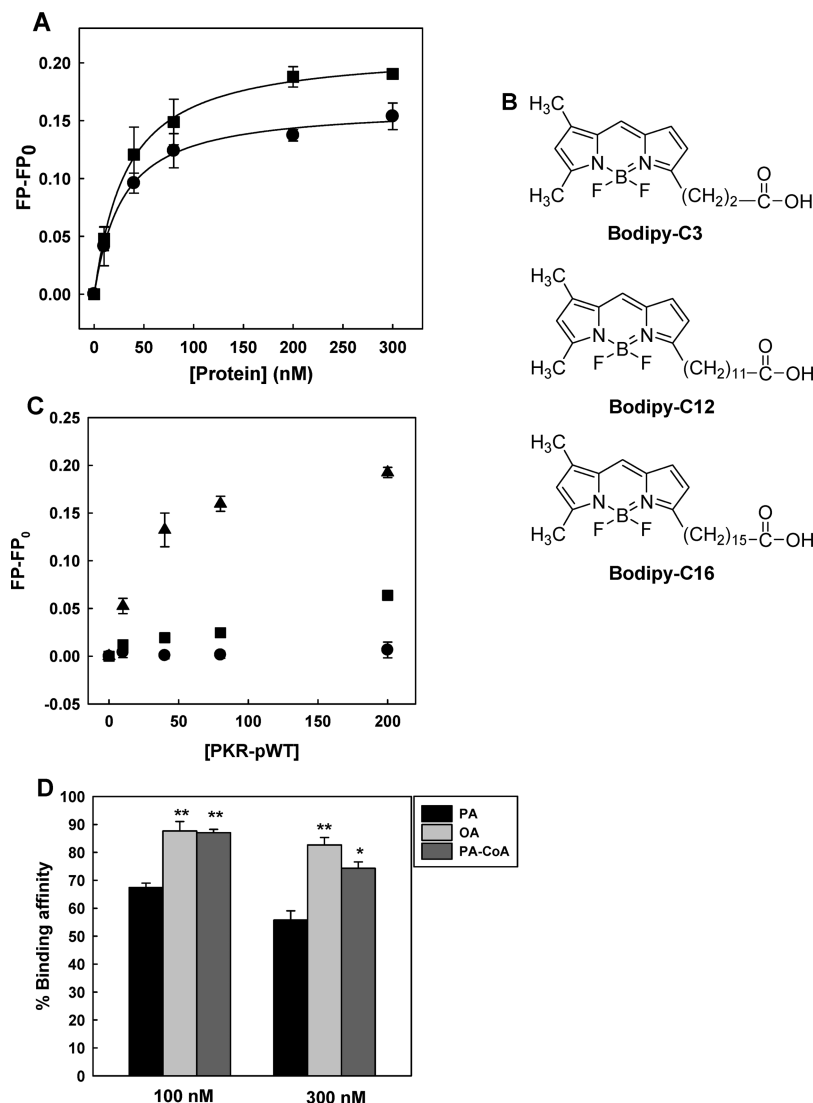 A
0.20
0.15
0.10
0.05
0.00
FP-FP0
0 50 100 150 200 250 300
[Protein] (nM)
B
H3C
H3C
N B N
F F
(CH2)2 C OH
O
Bodipy-C3
H3C
H3C
N B N
F F
(CH2)11 C OH
O
Bodipy-C12
H3C
H3C
N B N
F F
(CH2)15 C OH
O
Bodipy-C16
C
0.25
0.20
0.15
0.10
0.05
0.00
-0.05
FP-FP0
0 50 100 150 200
[PKR-pWT]
D
100
90
80
70
60
50
40
30
20
10
0
% Binding affinity
** **
** *
100 nM 300 nM
PA
OA
PA-CoA